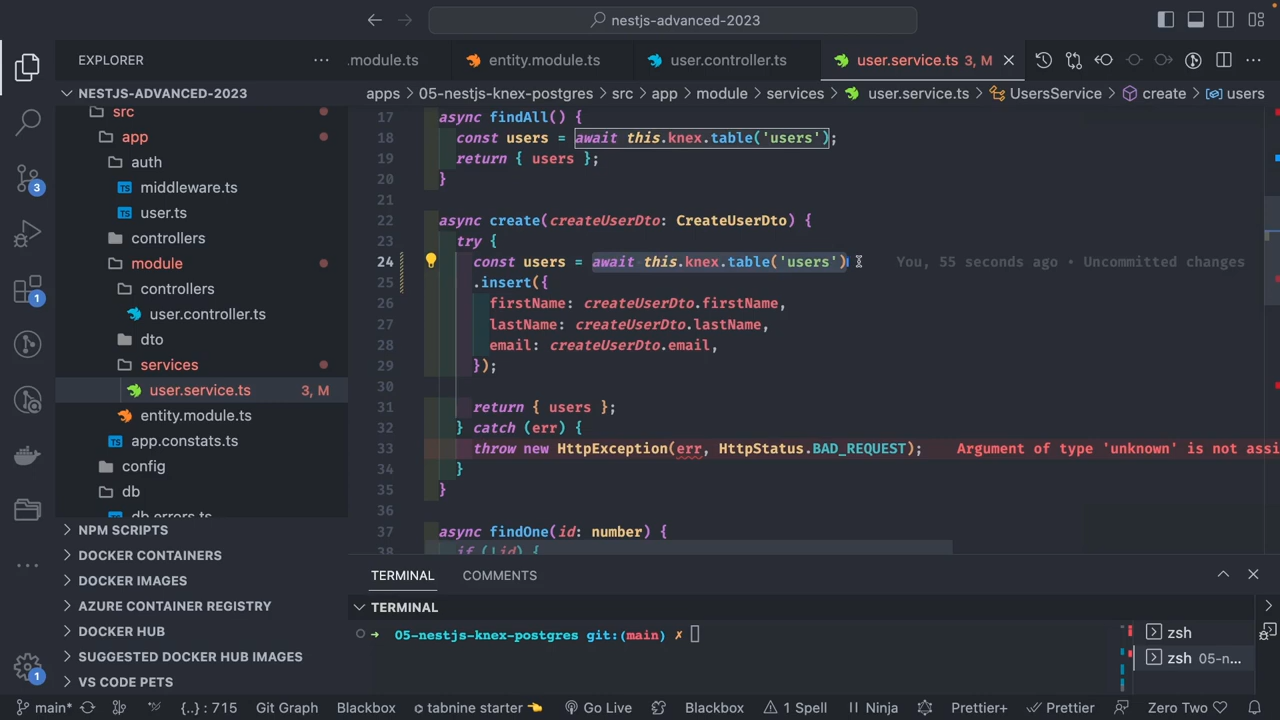 nestjs-advanced-2023
EXPLORER
.module.ts
entity.module.ts
user.controller.ts
user.service.ts 3, M
NESTJS-ADVANCED-2023
apps > 05-nestjs-knex-postgres > src > app > module > services > user.service.ts > UsersService > create > users
src
app
auth
middleware.ts
user.ts
controllers
module
controllers
user.controller.ts
dto
services
user.service.ts 3, M
entity.module.ts
app.constats.ts
config
db
db.errors.ts
NPM SCRIPTS
DOCKER CONTAINERS
DOCKER IMAGES
AZURE CONTAINER REGISTRY
DOCKER HUB
SUGGESTED DOCKER HUB IMAGES
VS CODE PETS
3
1
1
17 async findAll() {
18 const users = await this.knex.table('users');
19 return { users };
20 }
21
22 async create(createUserDto: CreateUserDto) {
23 try {
24 const users = await this.knex.table('users') You, 55 seconds ago • Uncommitted changes
25 .insert({
26 firstName: createUserDto.firstName,
27 lastName: createUserDto.lastName,
28 email: createUserDto.email,
29 });
30
31 return { users };
32 } catch (err) {
33 throw new HttpException(err, HttpStatus.BAD_REQUEST); Argument of type 'unknown' is not assi
34 }
35 }
36
37 async findOne(id: number) {
38 if (!id) {
TERMINAL COMMENTS
TERMINAL
05-nestjs-knex-postgres git:(main) ✗
zsh
zsh 05-n...
main* {..} : 715 Git Graph Blackbox tabnine starter Go Live Blackbox 1 Spell Ninja Prettier+ Prettier Zero Two